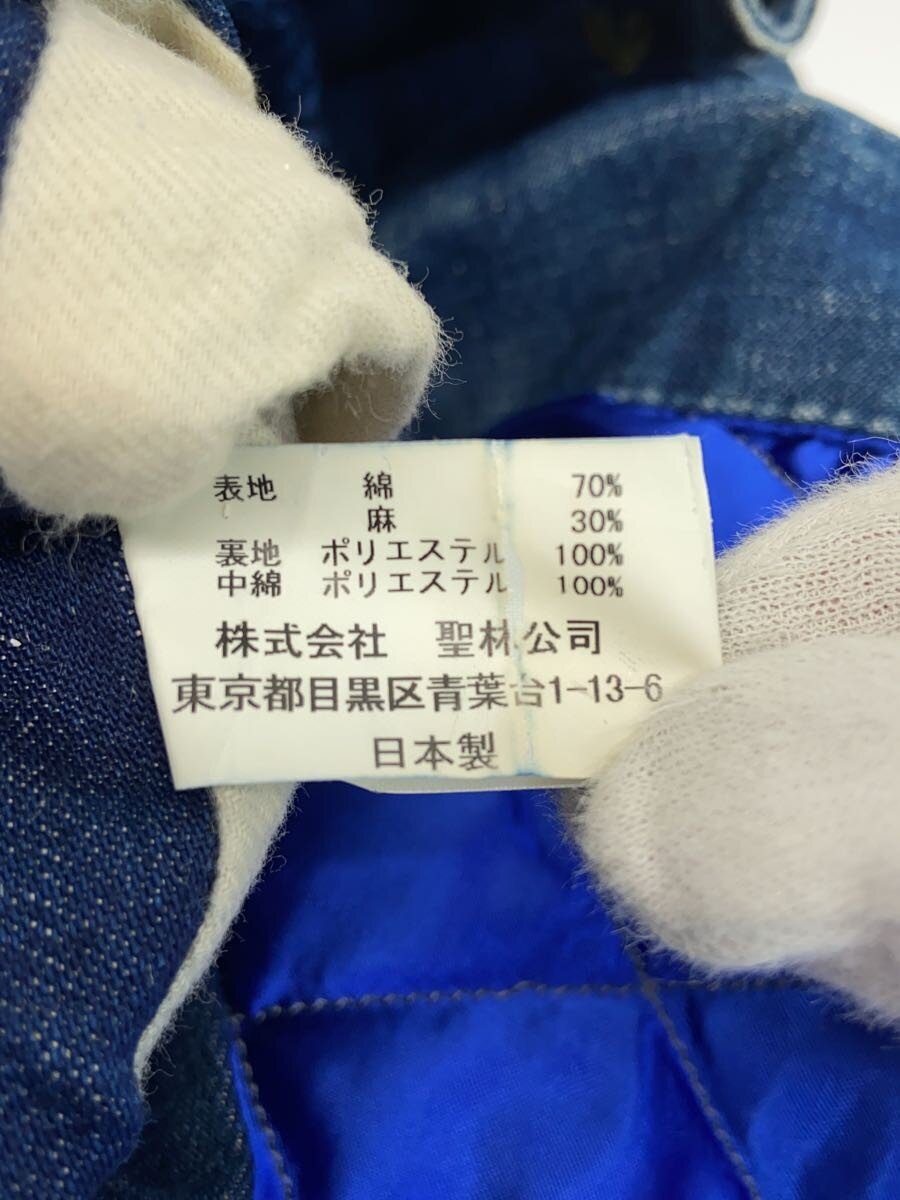 表地 綿 70%
麻 30%
裏地 ポリエステル 100%
中綿 ポリエステル 100%
株式会社 聖林公司
東京都目黒区青葉台1-13-6
日本製